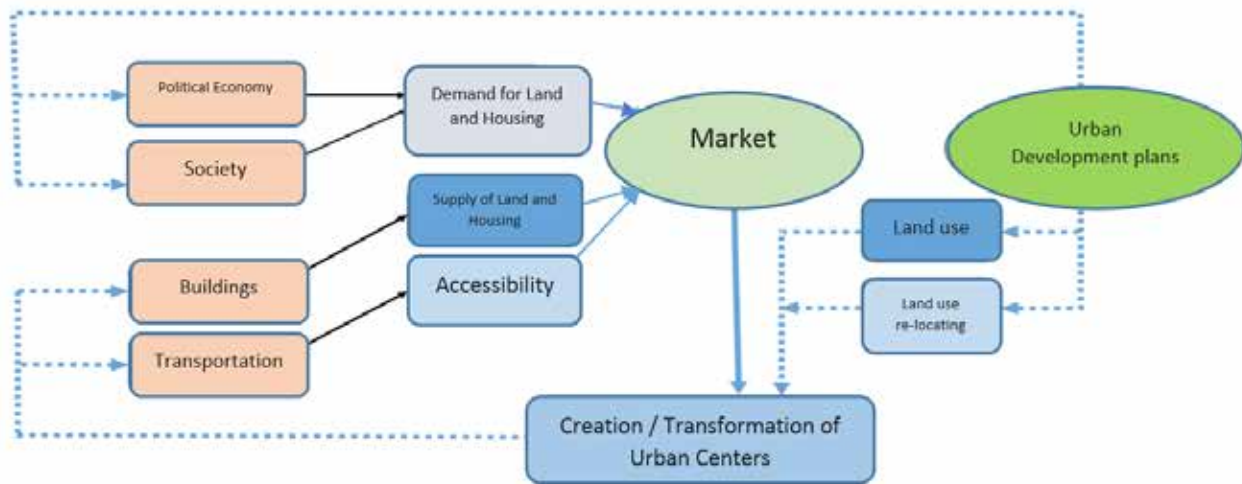 Political Economy
Demand for Land
and Housing
Market
Urban
Development plans
Society
Supply of Land and
Housing
Land use
Buildings
Accessibility
Land use
re-locating
Transportation
Creation / Transformation of
Urban Centers